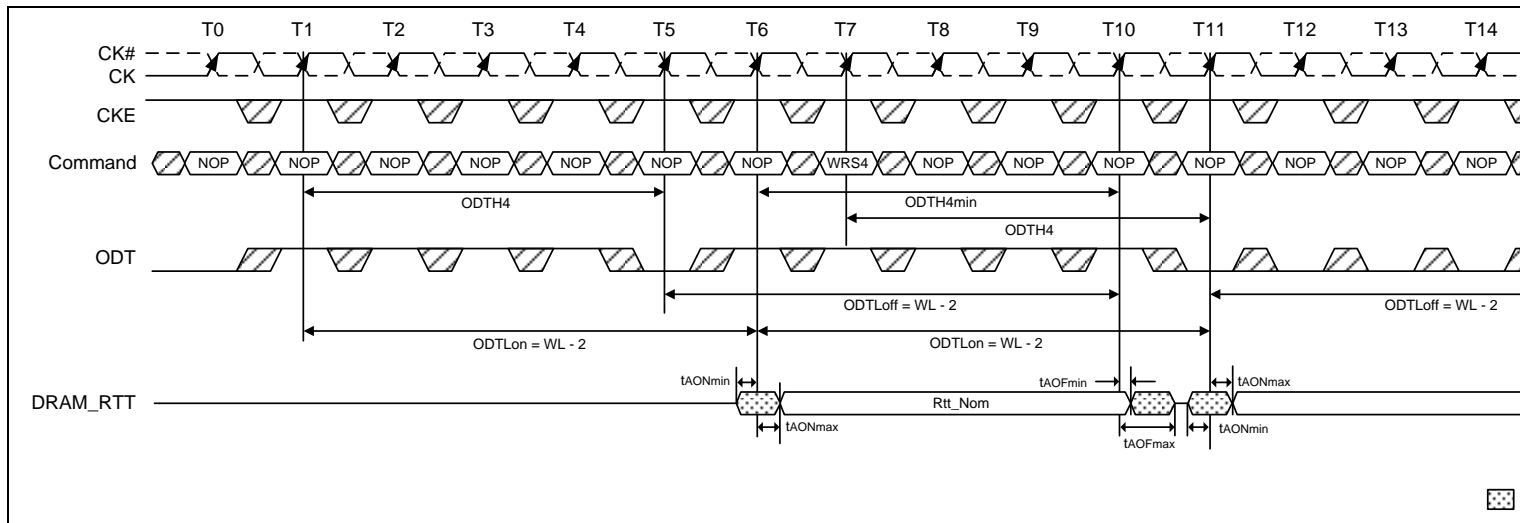 T0 T1 T2 T3 T4 T5 T6 T7 T8 T9 T10 T11 T12 T13 T14
CK#
CK
CKE
Command NOP NOP NOP NOP NOP NOP NOP WRS4 NOP NOP NOP NOP NOP NOP NOP
ODTH4 ODTH4min
ODTH4
ODT
ODTLoff = WL - 2 ODTLoff = WL - 2
ODTLon = WL - 2 ODTLon = WL - 2
tAONmin tAOFmin tAONmax
DRAM_RTT Rtt_Nom
tAONmax tAOFmax tAONmin